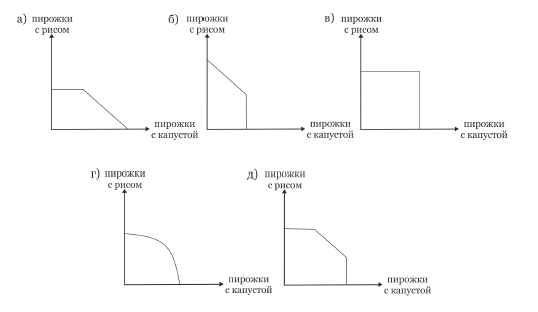 а) пирожки
с рисом
пирожки
с капустой
б) пирожки
с рисом
пирожки
с капустой
в) пирожки
с рисом
пирожки
с капустой
г) пирожки
с рисом
пирожки
с капустой
д) пирожки
с рисом
пирожки
с капустой